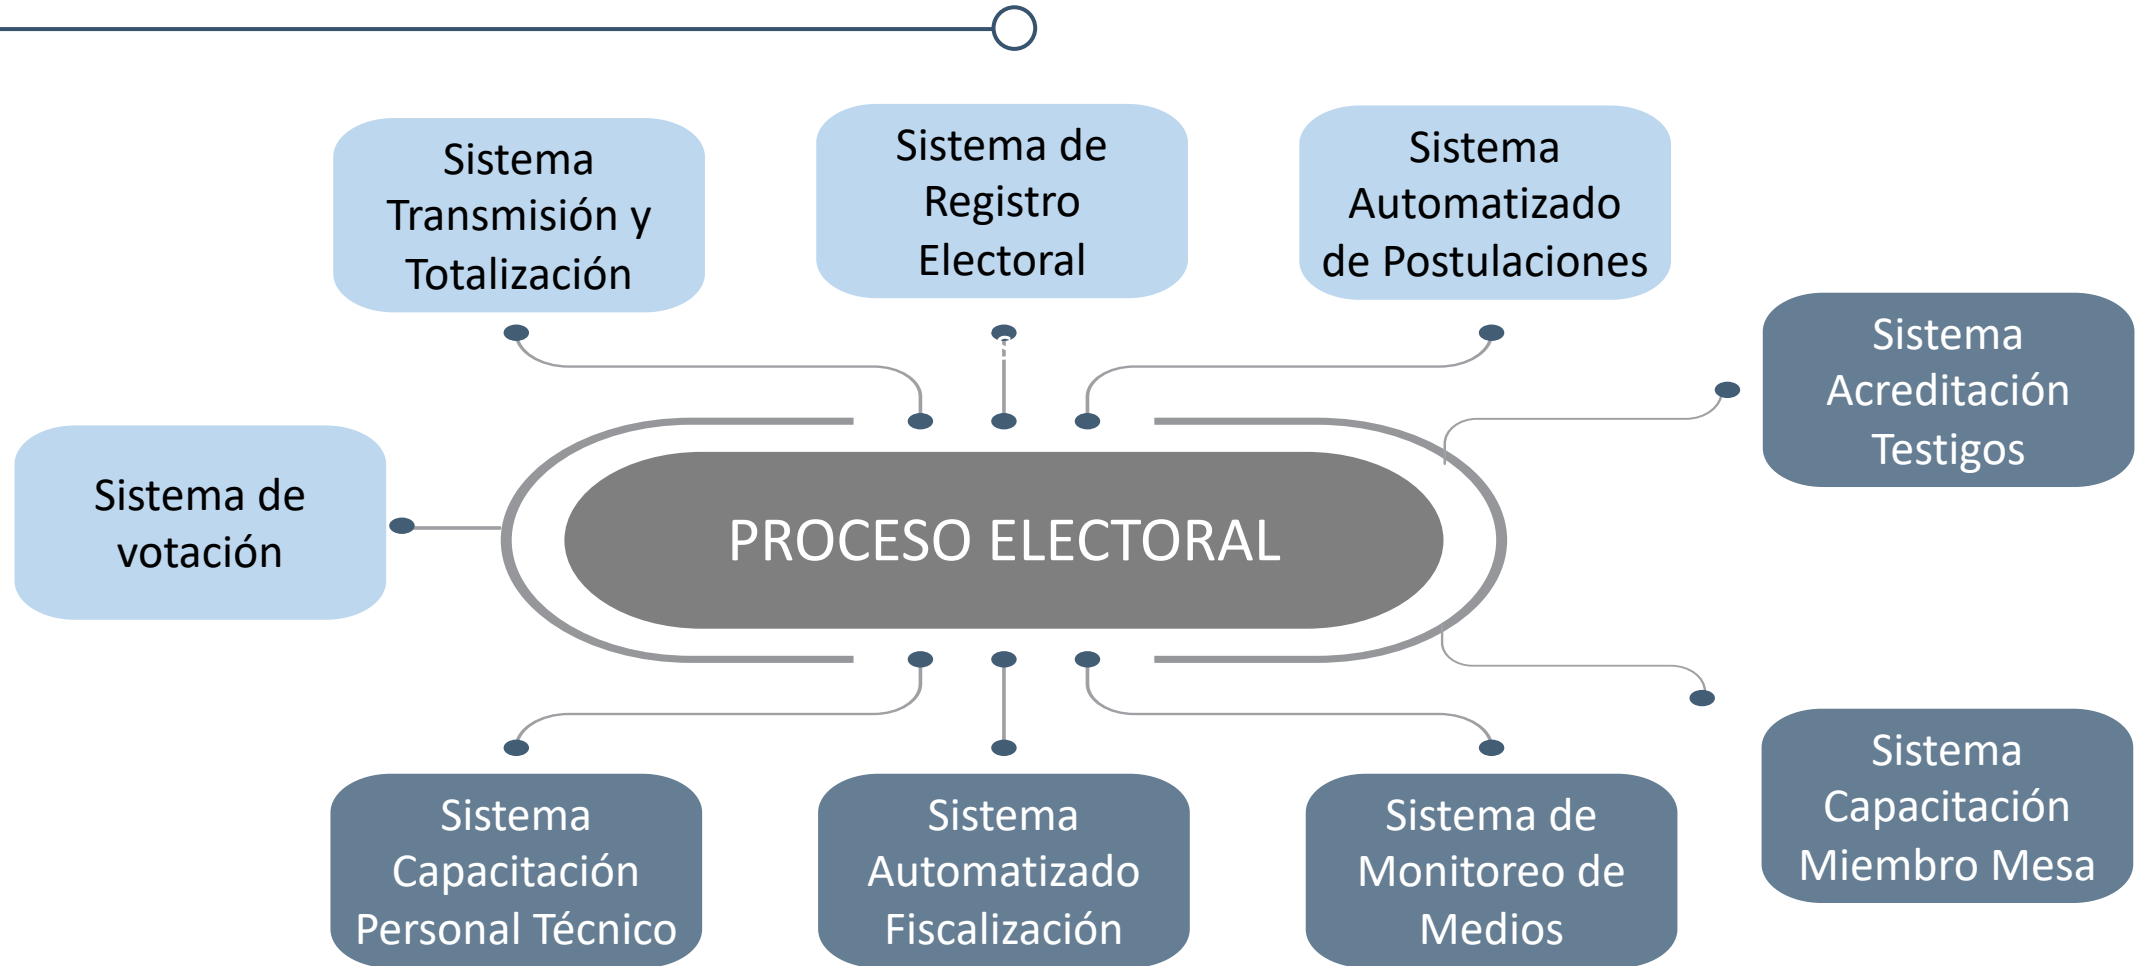 Sistema
Transmisión y
Totalización
Sistema de
Registro
Electoral
Sistema
Automatizado
de Postulaciones
Sistema
Acreditación
Testigos
Sistema de
votación
PROCESO ELECTORAL
Sistema
Capacitación
Miembro Mesa
Sistema
Capacitación
Personal Técnico
Sistema
Automatizado
Fiscalización
Sistema de
Monitoreo de
Medios